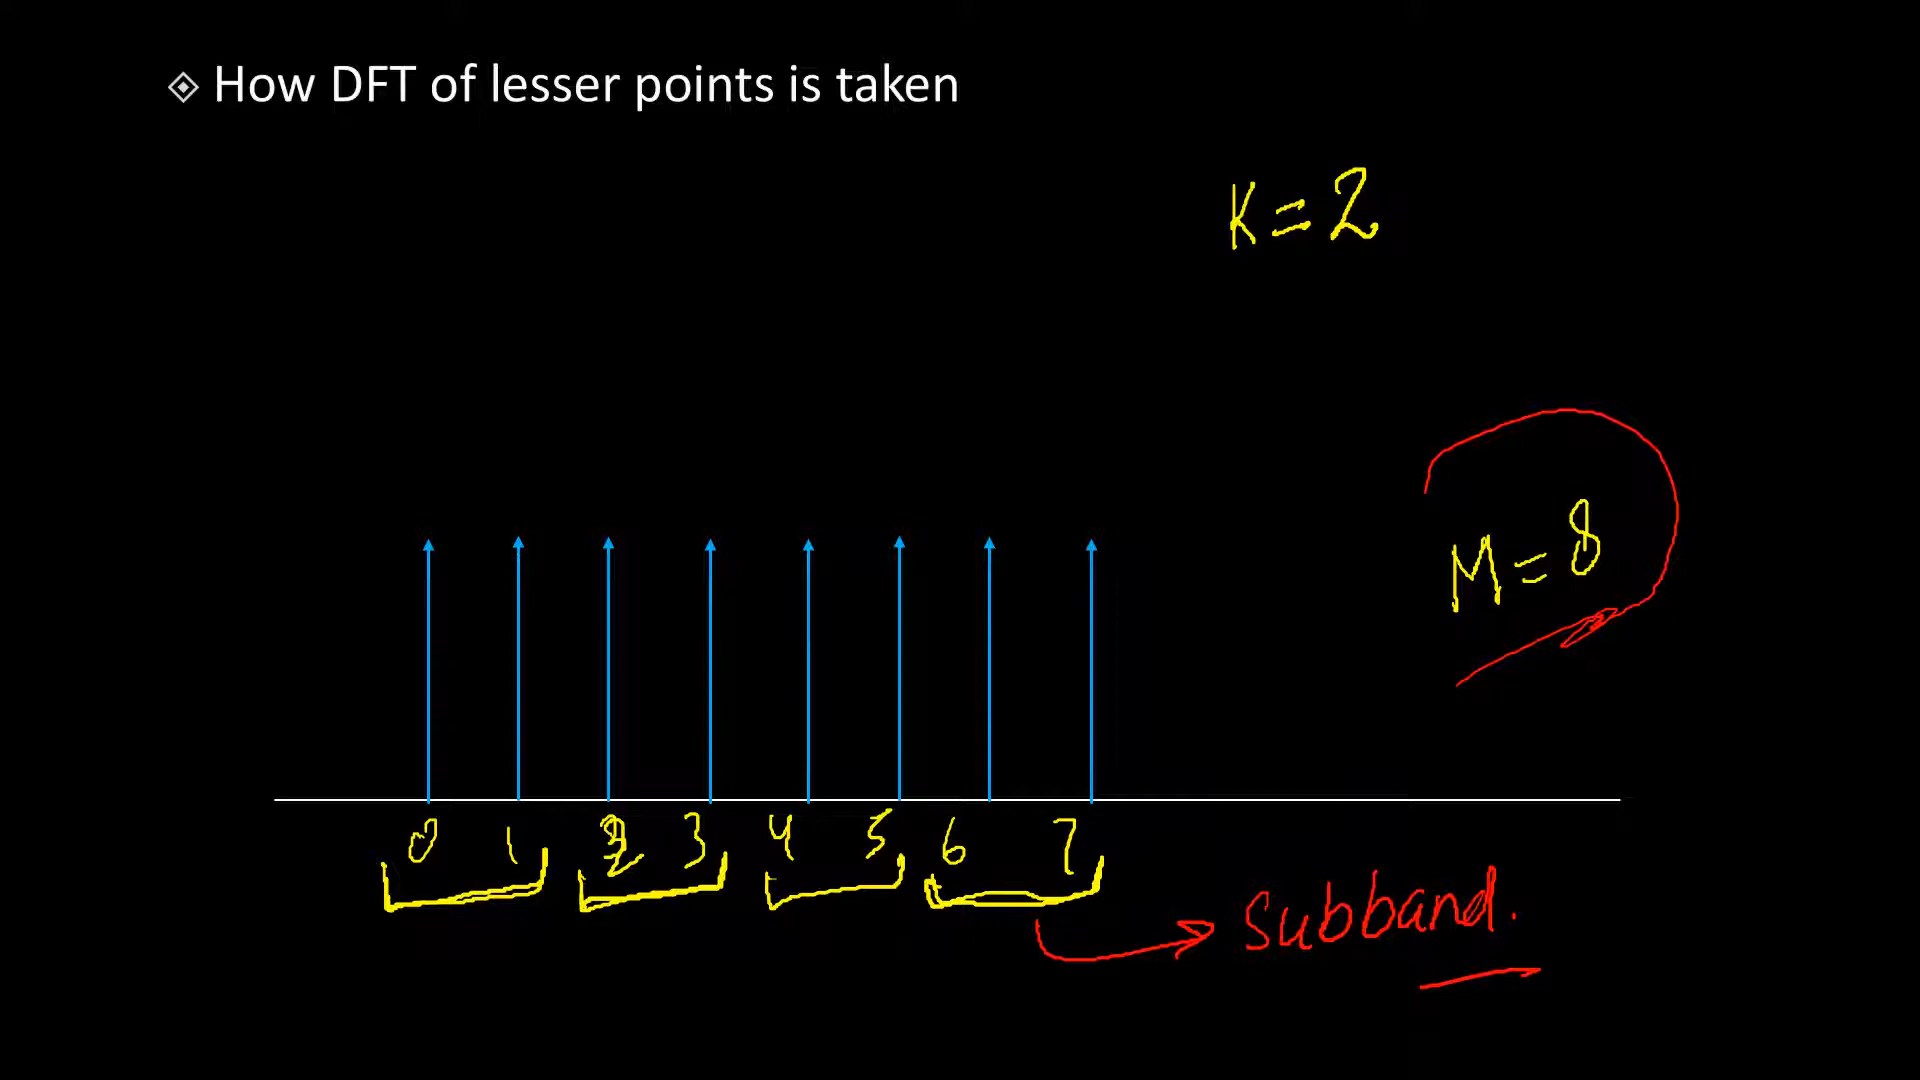 How DFT of lesser points is taken
K=2
M=8
0 1 2 3 4 5 6 7
subband.